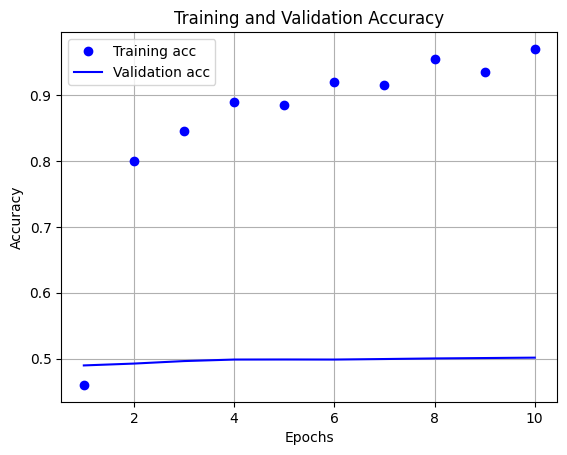 Training and Validation Accuracy
Training acc
Validation acc
Accuracy
0.9
0.8
0.7
0.6
0.5
2 4 6 8 10
Epochs